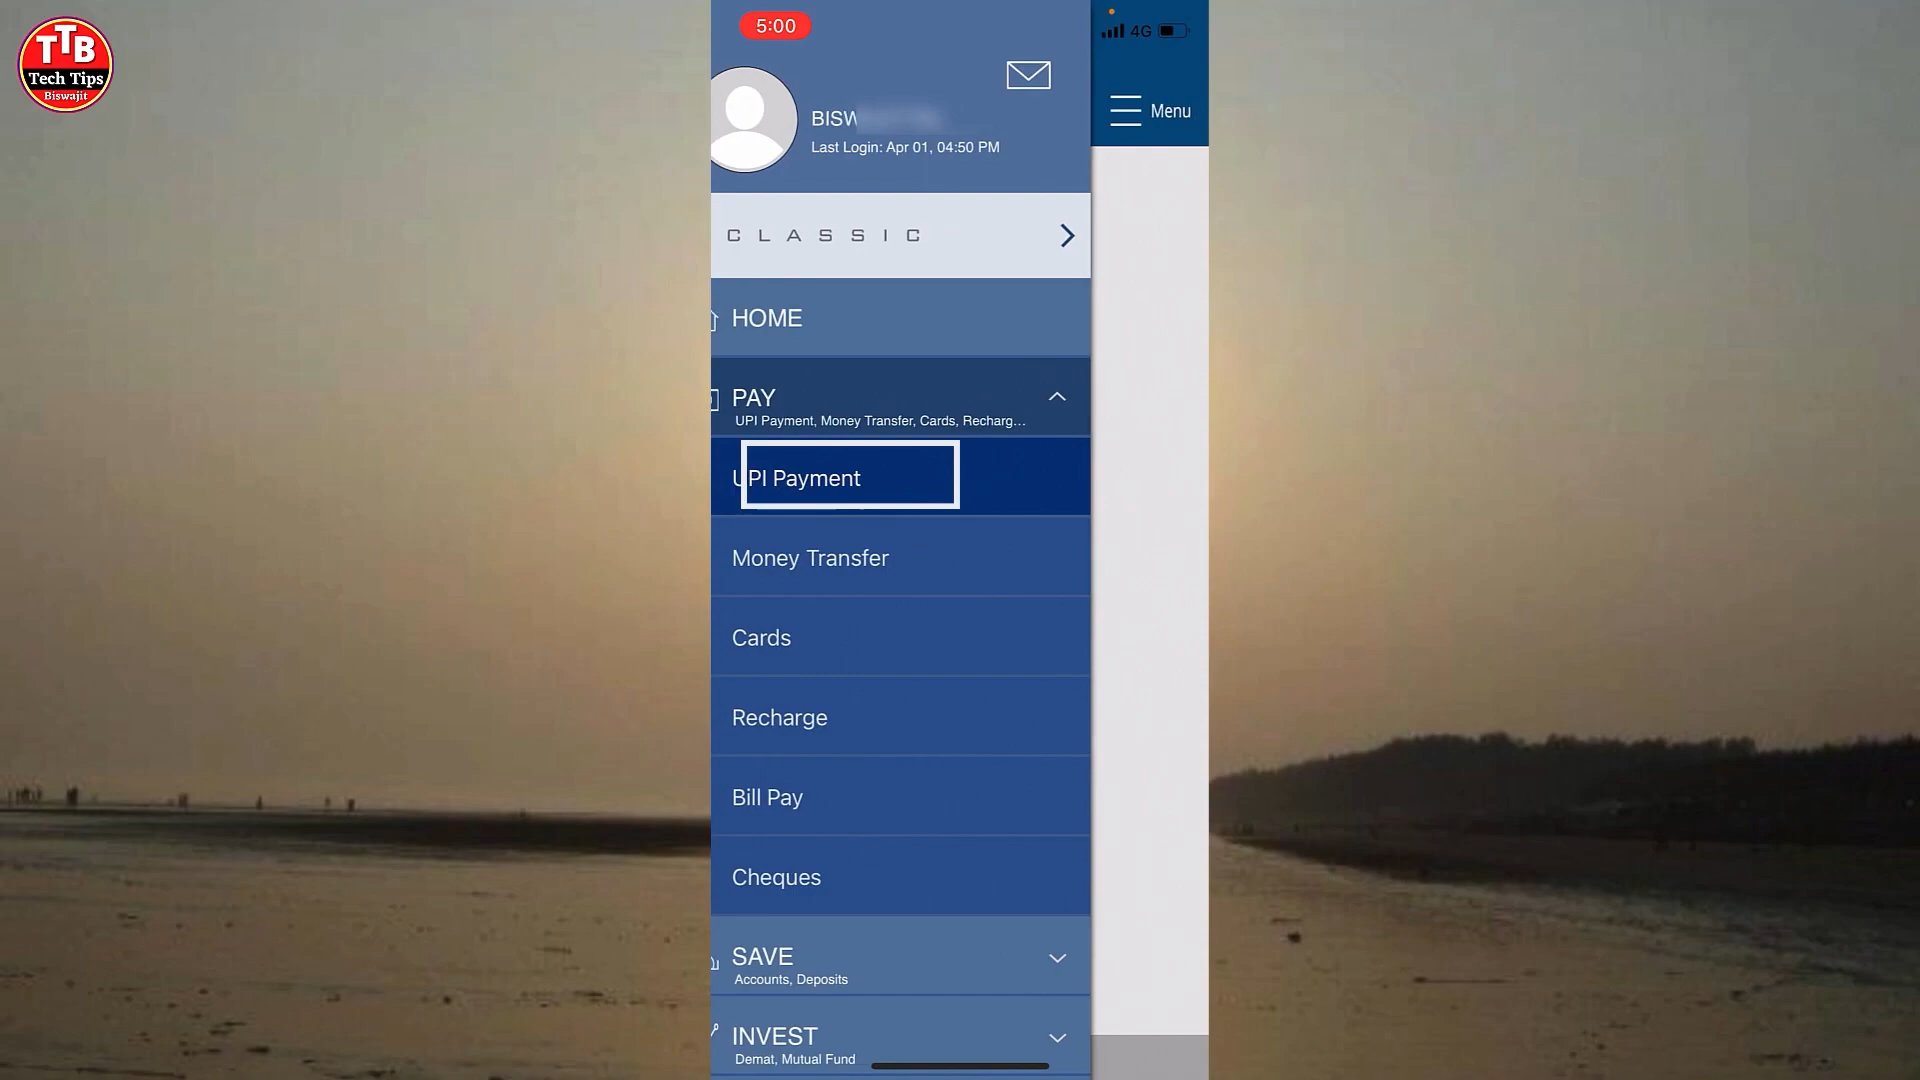 TTB
Tech Tips
Biswajit
5:00
4G
Menu
BISW
Last Login: Apr 01, 04:50 PM
CLASSIC
HOME
PAY
UPI Payment, Money Transfer, Cards, Recharg...
UPI Payment
Money Transfer
Cards
Recharge
Bill Pay
Cheques
SAVE
Accounts, Deposits
INVEST
Demat, Mutual Fund